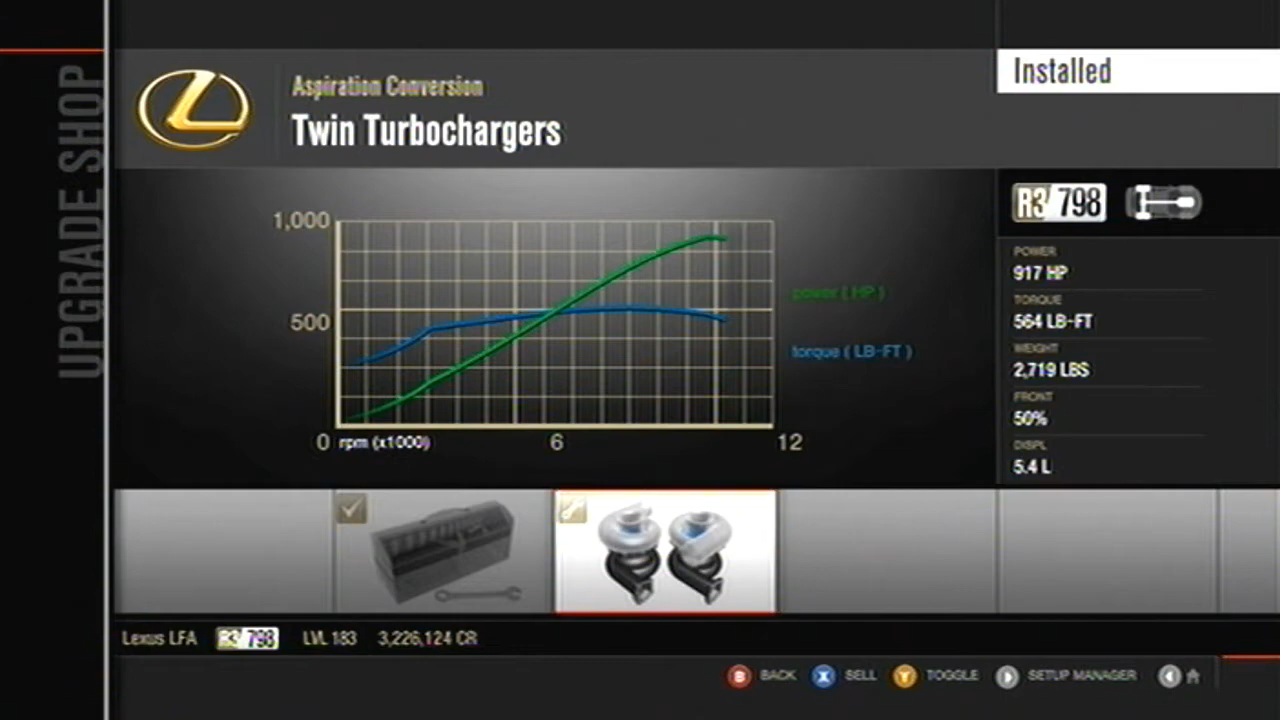 UPGRADE SHOP
Aspiration Conversion
Twin Turbochargers
Installed
R3 798
POWER
917 HP
TORQUE
564 LB-FT
WEIGHT
2,719 LBS
FRONT
50%
DISPL
5.4 L
1,000
500
0 rpm (x1000) 6 12
power ( HP )
torque ( LB-FT )
Lexus LFA R3 798 LVL 183 3,226,124 CR
B BACK X SELL Y TOGGLE SETUP MANAGER